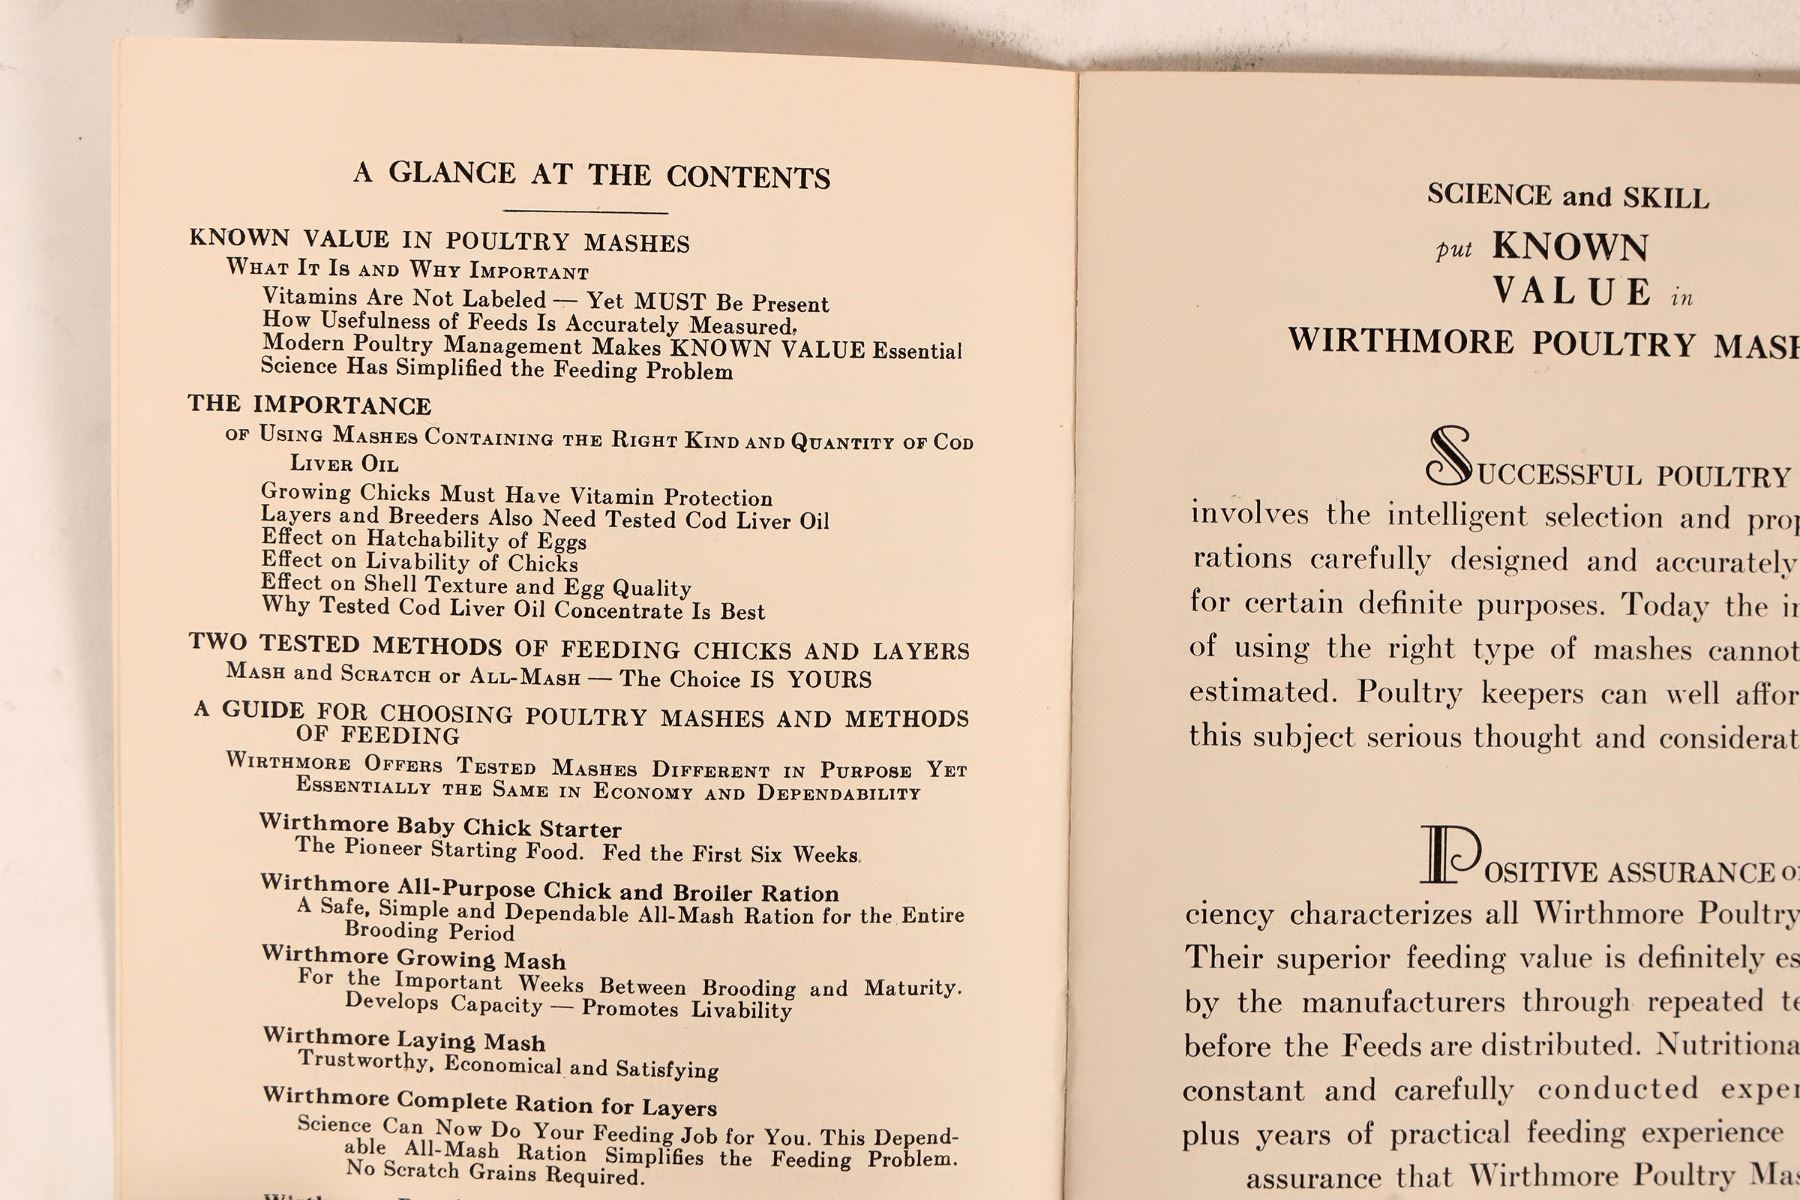 A GLANCE AT THE CONTENTS
KNOWN VALUE IN POULTRY MASHES
WHAT IT IS AND WHY IMPORTANT
Vitamins Are Not Labeled — Yet MUST Be Present
How Usefulness of Feeds Is Accurately Measured.
Modern Poultry Management Makes KNOWN VALUE Essential
Science Has Simplified the Feeding Problem
THE IMPORTANCE
OF USING MASHES CONTAINING THE RIGHT KIND AND QUANTITY OF COD
LIVER OIL
Growing Chicks Must Have Vitamin Protection
Layers and Breeders Also Need Tested Cod Liver Oil
Effect on Hatchability of Eggs
Effect on Livability of Chicks
Effect on Shell Texture and Egg Quality
Why Tested Cod Liver Oil Concentrate Is Best
TWO TESTED METHODS OF FEEDING CHICKS AND LAYERS
MASH and SCRATCH or ALL-MASH — The Choice IS YOURS
A GUIDE FOR CHOOSING POULTRY MASHES AND METHODS
OF FEEDING
WIRTHMORE OFFERS TESTED MASHES DIFFERENT IN PURPOSE YET
ESSENTIALLY THE SAME IN ECONOMY AND DEPENDABILITY
Wirthmore Baby Chick Starter
The Pioneer Starting Food. Fed the First Six Weeks.
Wirthmore All-Purpose Chick and Broiler Ration
A Safe, Simple and Dependable All-Mash Ration for the Entire
Brooding Period
Wirthmore Growing Mash
For the Important Weeks Between Brooding and Maturity.
Develops Capacity — Promotes Livability
Wirthmore Laying Mash
Trustworthy, Economical and Satisfying
Wirthmore Complete Ration for Layers
Science Can Now Do Your Feeding Job for You. This Depend-
able All-Mash Ration Simplifies the Feeding Problem.
No Scratch Grains Required.
SCIENCE and SKILL
put KNOWN
VALUE in
WIRTHMORE POULTRY MASH
SUCCESSFUL POULTRY
involves the intelligent selection and prop
rations carefully designed and accurately
for certain definite purposes. Today the
of using the right type of mashes cannot
estimated. Poultry keepers can well affor
this subject serious thought and considerat
POSITIVE ASSURANCE of
ciency characterizes all Wirthmore Poultry
Their superior feeding value is definitely es
by the manufacturers through repeated te
before the Feeds are distributed. Nutritiona
constant and carefully conducted exper
plus years of practical feeding experience
assurance that Wirthmore Poultry Mas